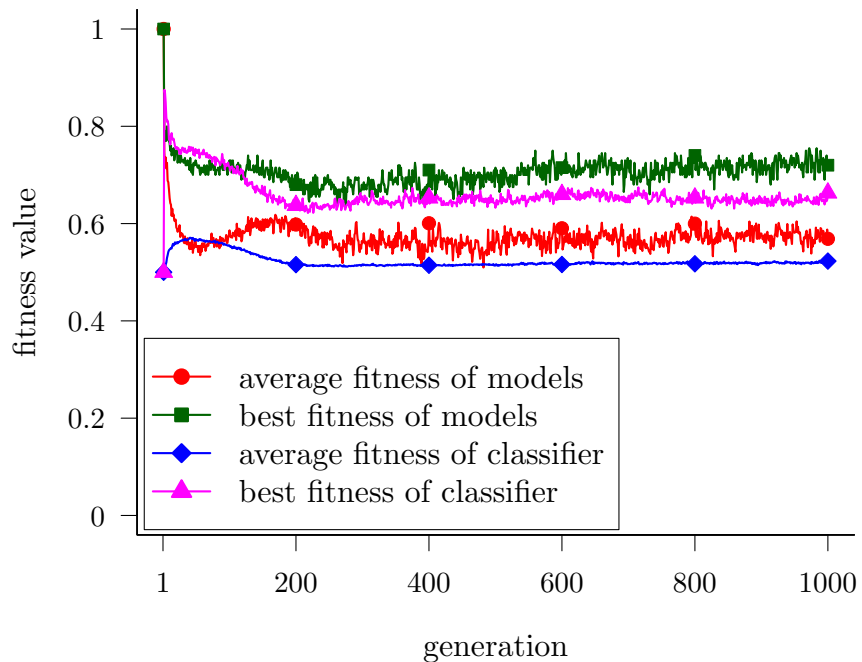 1
0.8
0.6
0.4
0.2
0
fitness value
average fitness of models
best fitness of models
average fitness of classifier
best fitness of classifier
1 200 400 600 800 1000
generation